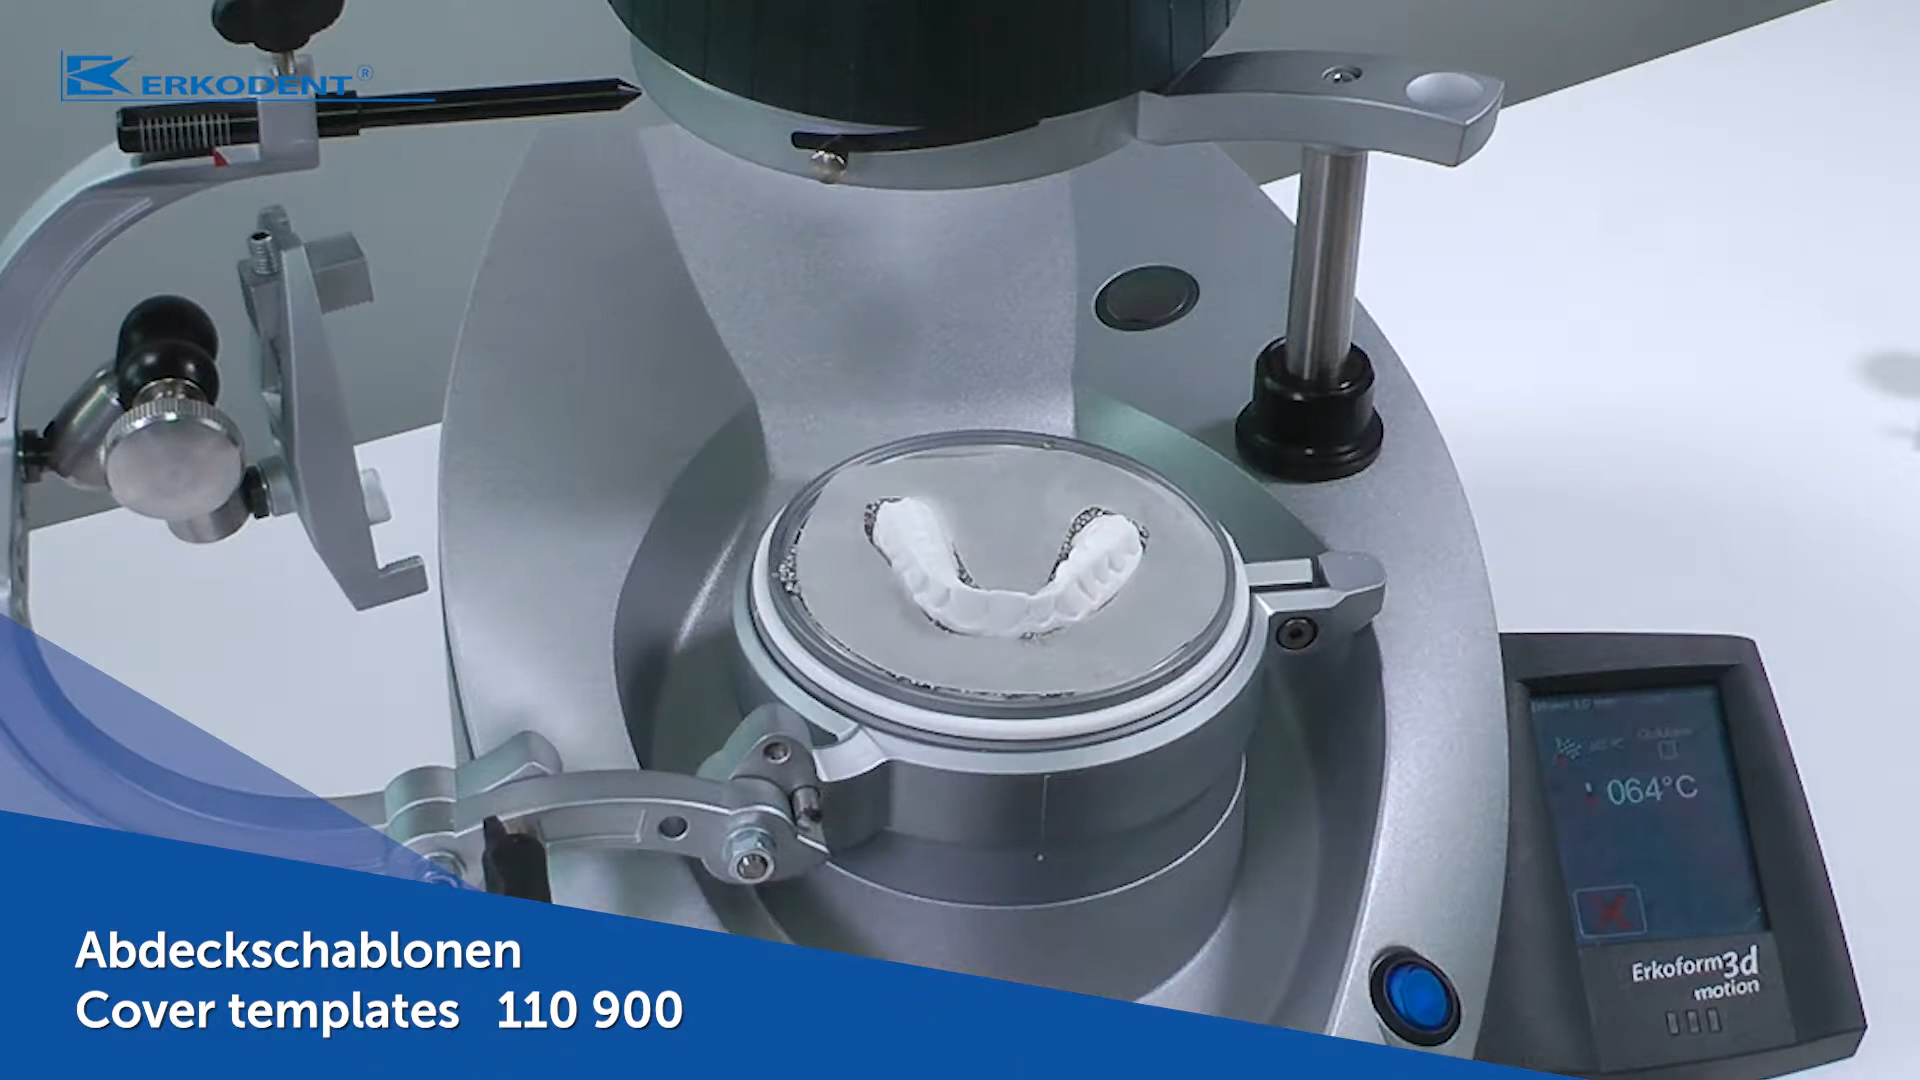 ERKODENT®
064°C
Erkoform3d
motion
Abdeckschablonen
Cover templates 110 900